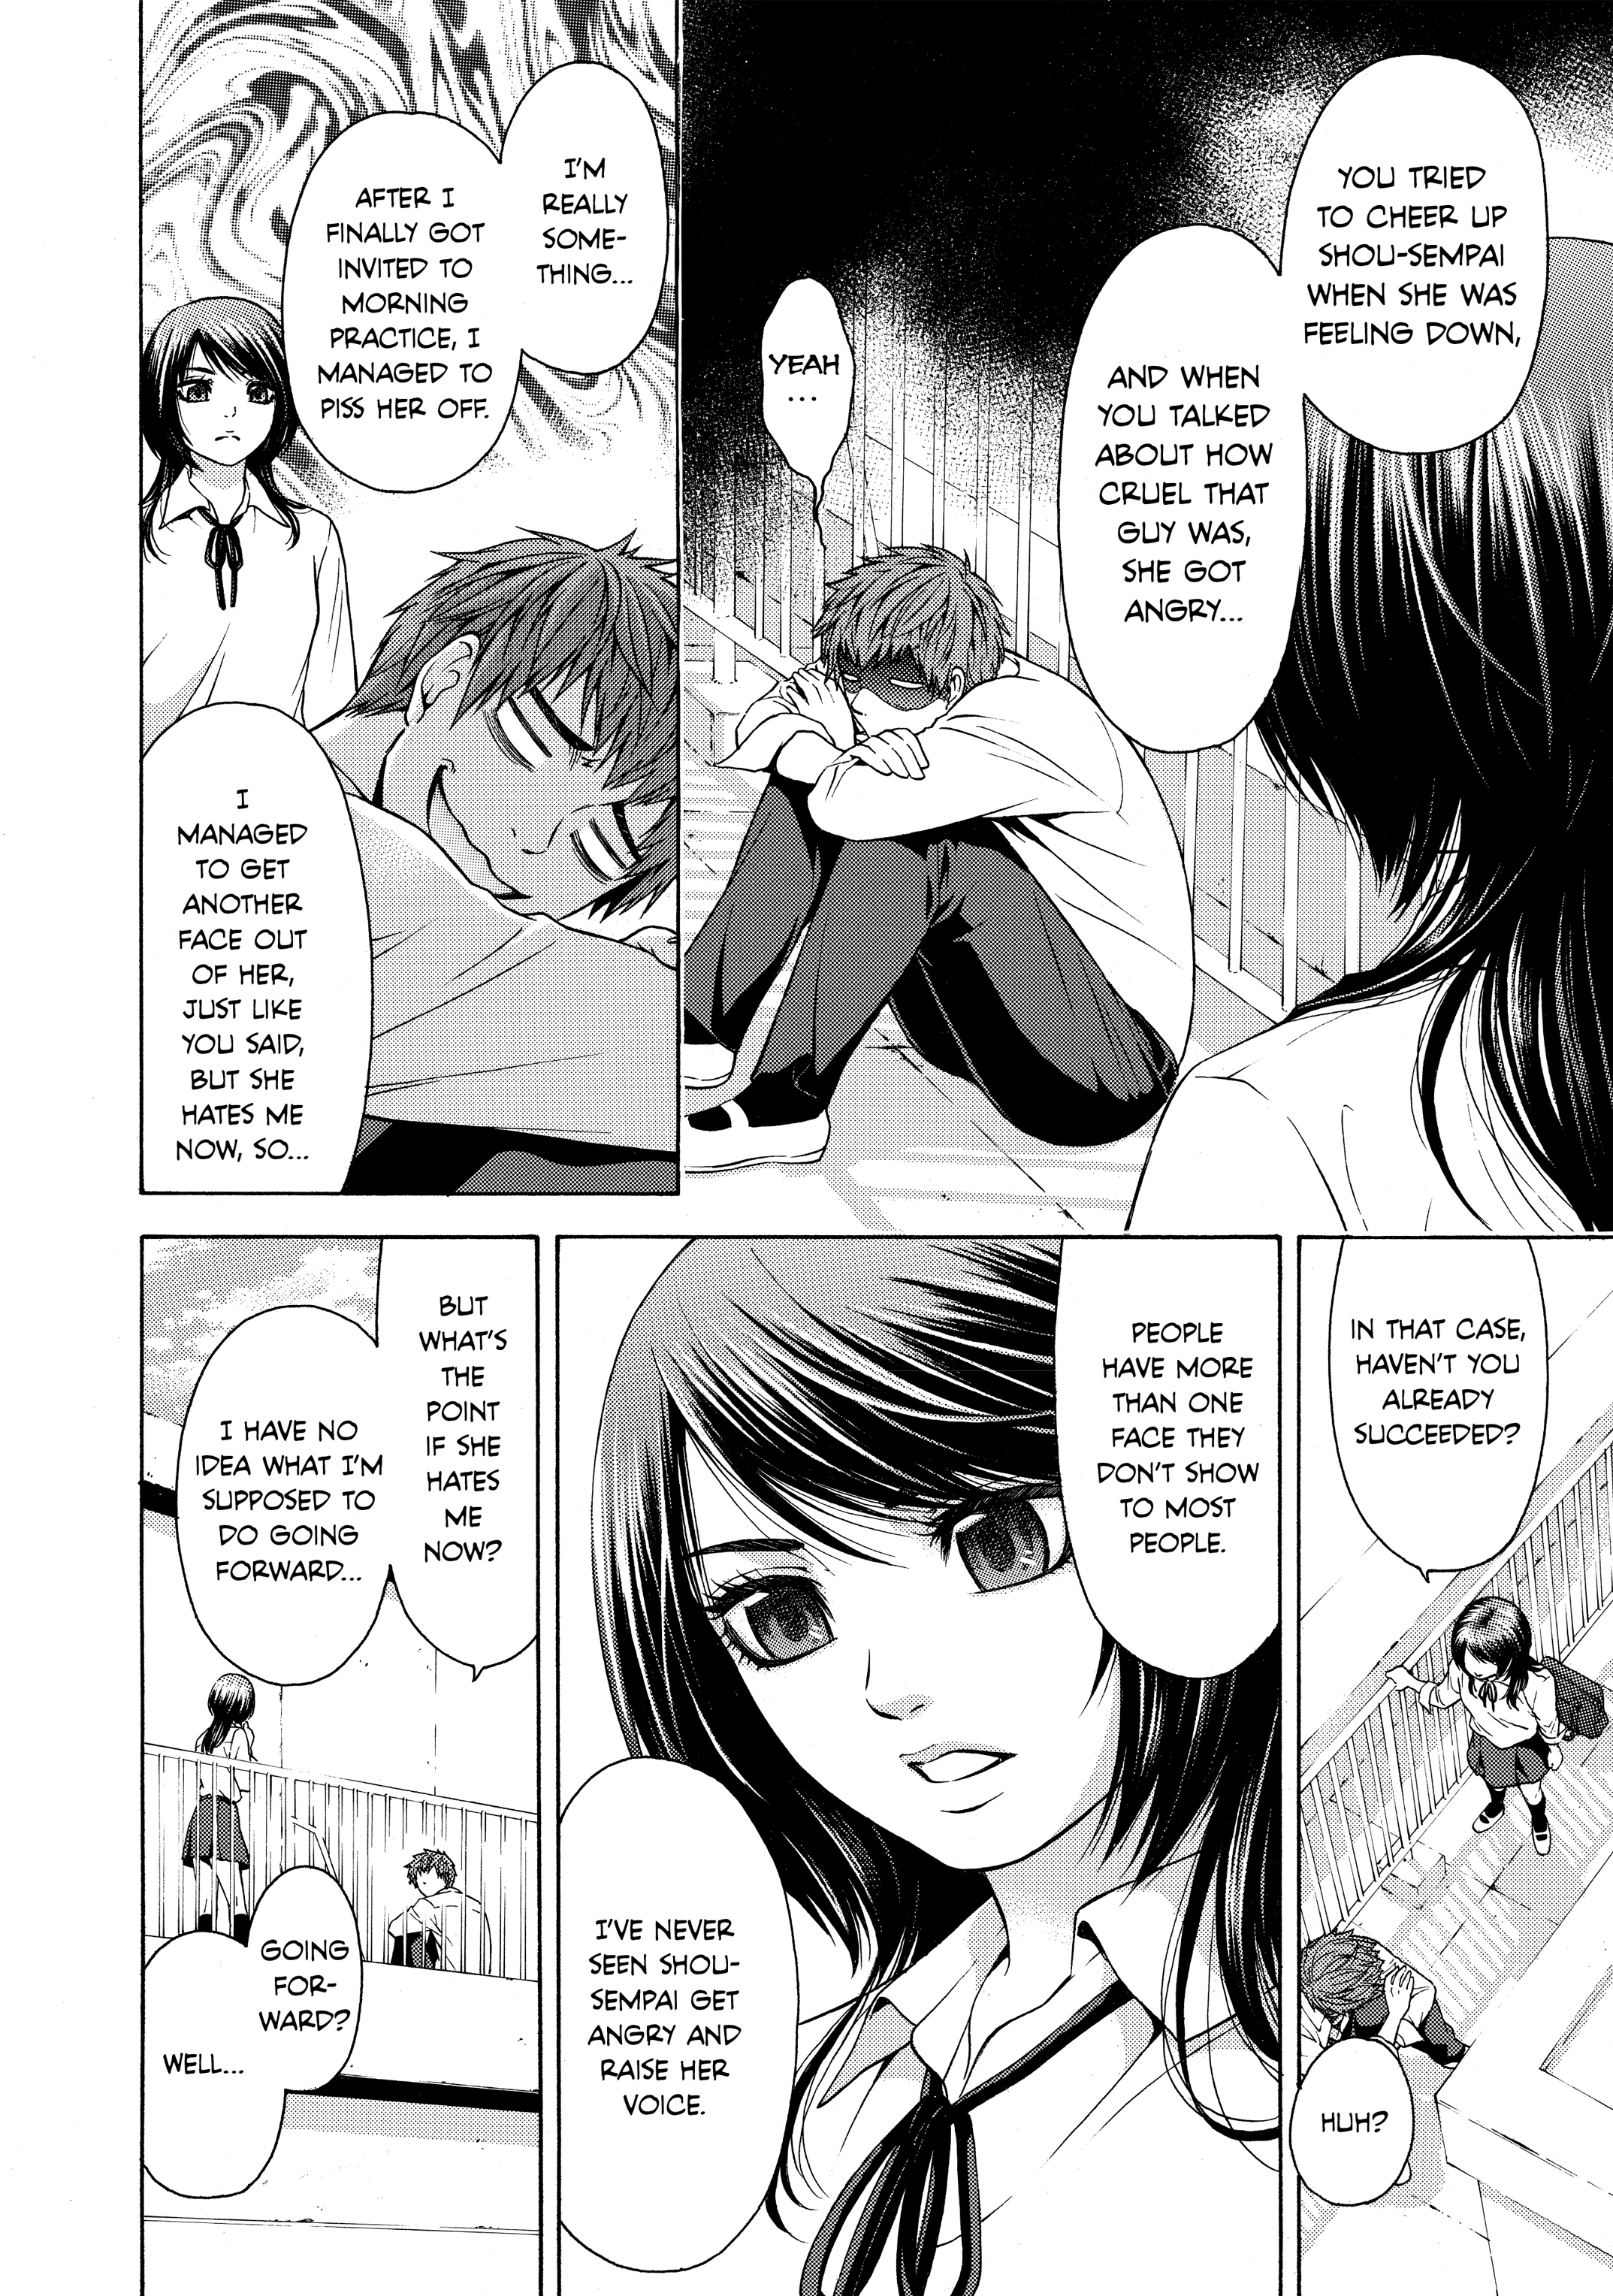 YOU TRIED
TO CHEER UP
SHOU-SEMPAI
WHEN SHE WAS
FEELING DOWN,
AND WHEN
YOU TALKED
ABOUT HOW
CRUEL THAT
GUY WAS,
SHE GOT
ANGRY...
YEAH
...
I'M
REALLY
SOME-
THING...
AFTER I
FINALLY GOT
INVITED TO
MORNING
PRACTICE, I
MANAGED TO
PISS HER OFF.
I
MANAGED
TO GET
ANOTHER
FACE OUT
OF HER,
JUST LIKE
YOU SAID,
BUT SHE
HATES ME
NOW, SO...
IN THAT CASE,
HAVEN'T YOU
ALREADY
SUCCEEDED?
HUH?
PEOPLE
HAVE MORE
THAN ONE
FACE THEY
DON'T SHOW
TO MOST
PEOPLE.
I'VE NEVER
SEEN SHOU-
SEMPAI GET
ANGRY AND
RAISE HER
VOICE.
BUT
WHAT'S
THE
POINT
IF SHE
HATES
ME
NOW?
I HAVE NO
IDEA WHAT I'M
SUPPOSED TO
DO GOING
FORWARD...
GOING
FOR-
WARD?
WELL...